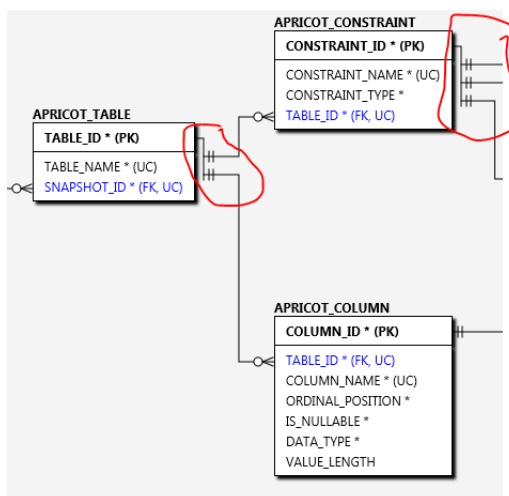 APRICOT_CONSTRAINT
CONSTRAINT_ID * (PK)
CONSTRAINT_NAME * (UC)
CONSTRAINT_TYPE *
TABLE_ID * (FK, UC)
APRICOT_TABLE
TABLE_ID * (PK)
TABLE_NAME * (UC)
SNAPSHOT_ID * (FK, UC)
APRICOT_COLUMN
COLUMN_ID * (PK)
TABLE_ID * (FK, UC)
COLUMN_NAME * (UC)
ORDINAL_POSITION *
IS_NULLABLE *
DATA_TYPE *
VALUE_LENGTH